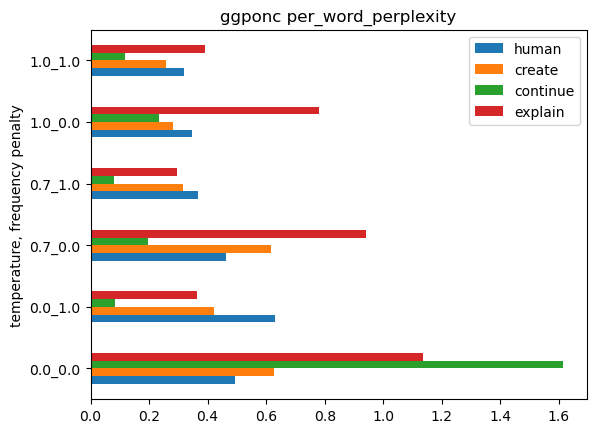 ggponc per_word_perplexity
human
create
continue
explain
temperature, frequency penalty
1.0_1.0
1.0_0.0
0.7_1.0
0.7_0.0
0.0_1.0
0.0_0.0
0.0 0.2 0.4 0.6 0.8 1.0 1.2 1.4 1.6